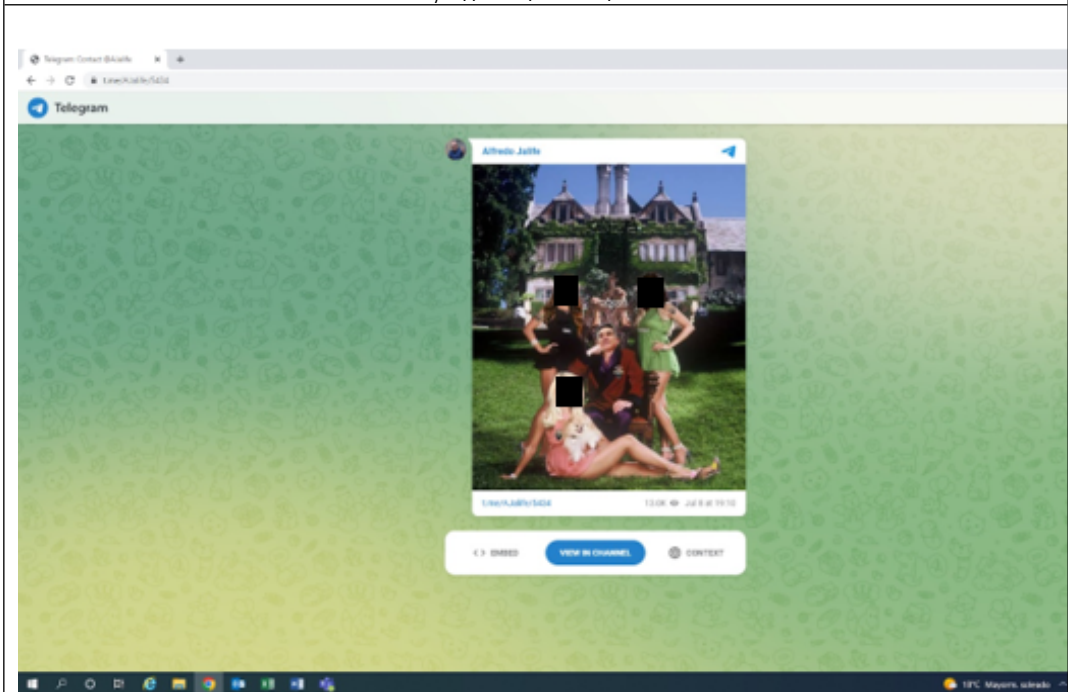 Telegram Contact @AJalife
t.me/AJalife/5434
Telegram
Alfredo Jalife
t.me/AJalife/5434
13.0K Jul 8 at 19:10
<> EMBED
VIEW IN CHANNEL
CONTEXT
18°C Mayorm. soleado